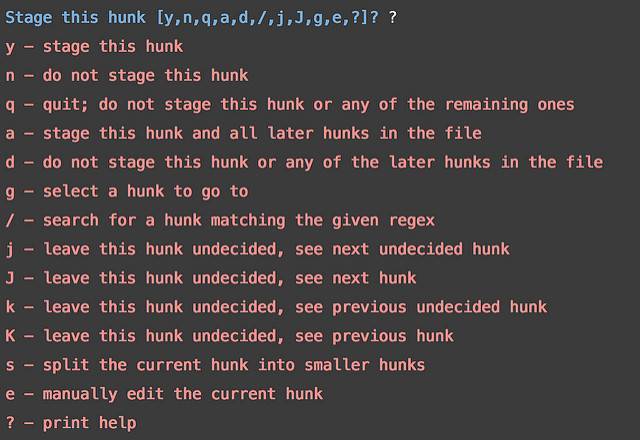 Stage this hunk [y,n,q,a,d,/,j,J,g,e,?]? ?
y – stage this hunk
n – do not stage this hunk
q – quit; do not stage this hunk or any of the remaining ones
a – stage this hunk and all later hunks in the file
d – do not stage this hunk or any of the later hunks in the file
g – select a hunk to go to
/ – search for a hunk matching the given regex
j – leave this hunk undecided, see next undecided hunk
J – leave this hunk undecided, see next hunk
k – leave this hunk undecided, see previous undecided hunk
K – leave this hunk undecided, see previous hunk
s – split the current hunk into smaller hunks
e – manually edit the current hunk
? – print help